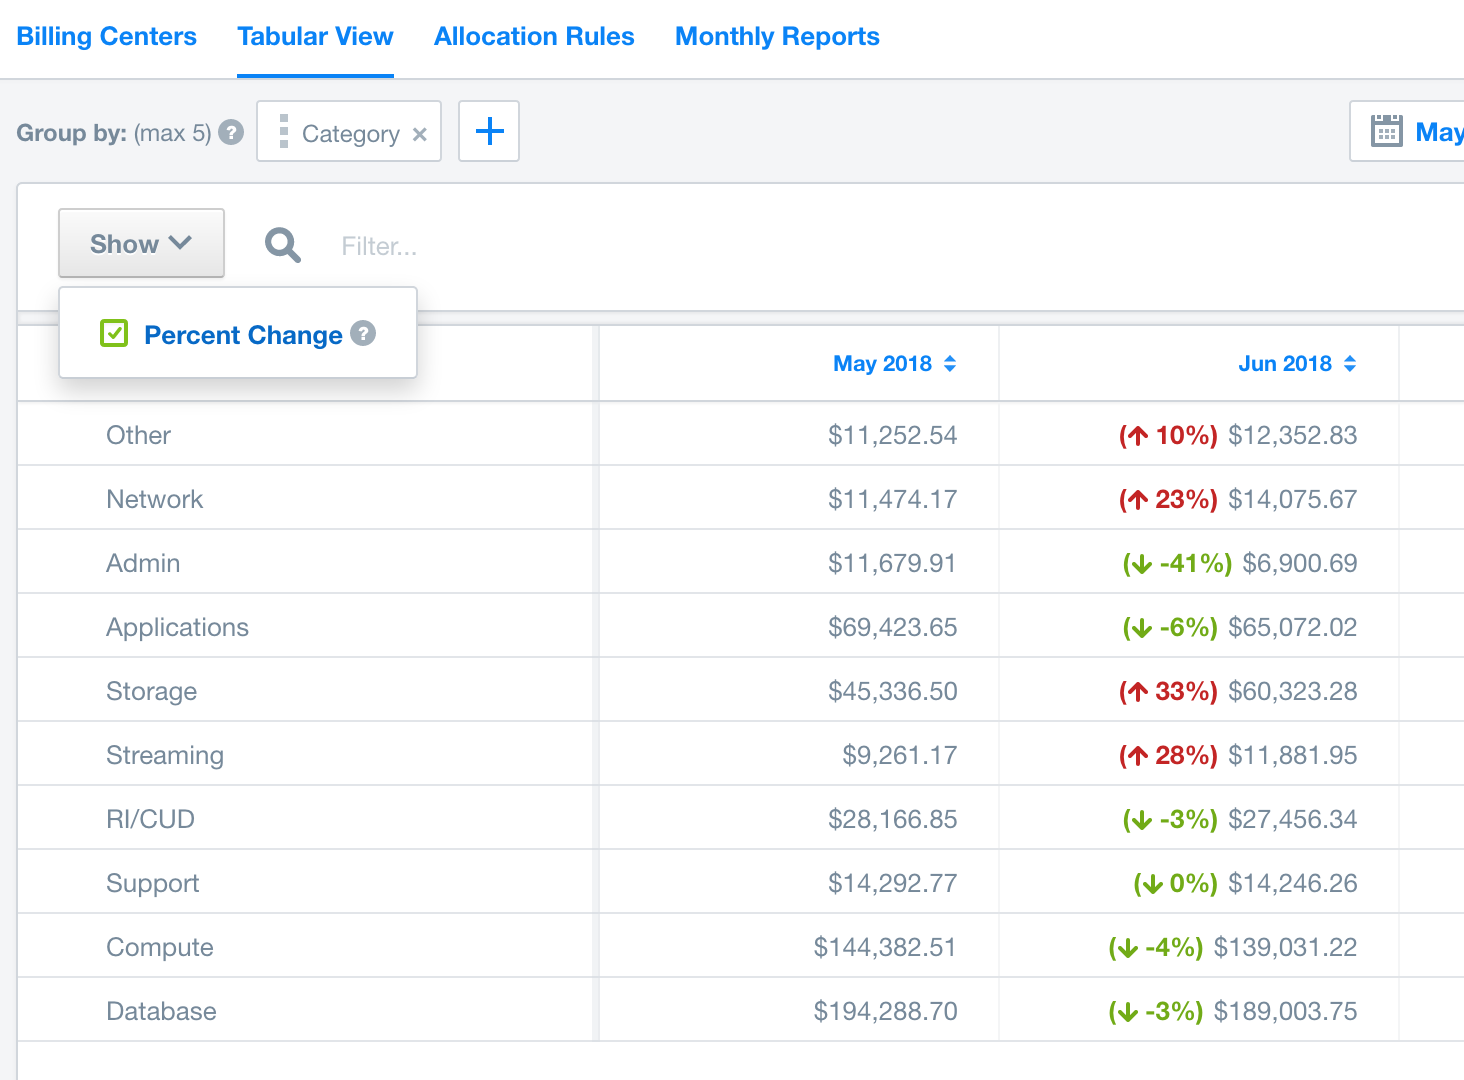 Billing Centers Tabular View Allocation Rules Monthly Reports
Group by: (max 5) ? Category × + May
Show Filter...
Percent Change ?
May 2018 Jun 2018
Other $11,252.54 (↑ 10%) $12,352.83
Network $11,474.17 (↑ 23%) $14,075.67
Admin $11,679.91 (↓ -41%) $6,900.69
Applications $69,423.65 (↓ -6%) $65,072.02
Storage $45,336.50 (↑ 33%) $60,323.28
Streaming $9,261.17 (↑ 28%) $11,881.95
RI/CUD $28,166.85 (↓ -3%) $27,456.34
Support $14,292.77 (↓ 0%) $14,246.26
Compute $144,382.51 (↓ -4%) $139,031.22
Database $194,288.70 (↓ -3%) $189,003.75